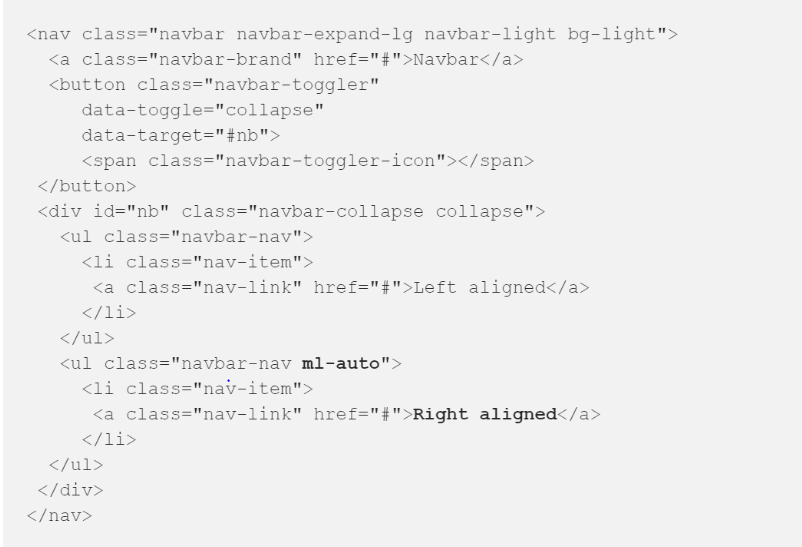 <nav class="navbar navbar-expand-lg navbar-light bg-light">
<a class="navbar-brand" href="#">Navbar</a>
<button class="navbar-toggler"
data-toggle="collapse"
data-target="#nb">
<span class="navbar-toggler-icon"></span>
</button>
<div id="nb" class="navbar-collapse collapse">
<ul class="navbar-nav">
<li class="nav-item">
<a class="nav-link" href="#">Left aligned</a>
</li>
</ul>
<ul class="navbar-nav ml-auto">
<li class="nav-item">
<a class="nav-link" href="#">Right aligned</a>
</li>
</ul>
</div>
</nav>